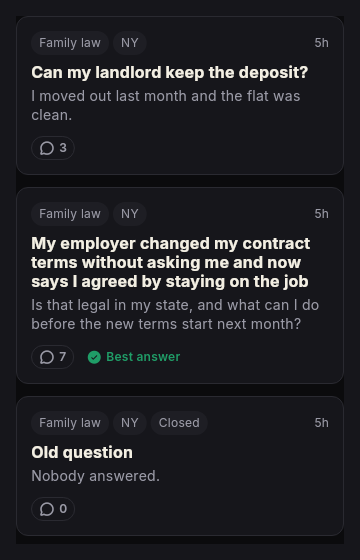 Family law NY 5h
Can my landlord keep the deposit?
I moved out last month and the flat was
clean.
3
Family law NY 5h
My employer changed my contract
terms without asking me and now
says I agreed by staying on the job
Is that legal in my state, and what can I do
before the new terms start next month?
7 Best answer
Family law NY Closed 5h
Old question
Nobody answered.
0